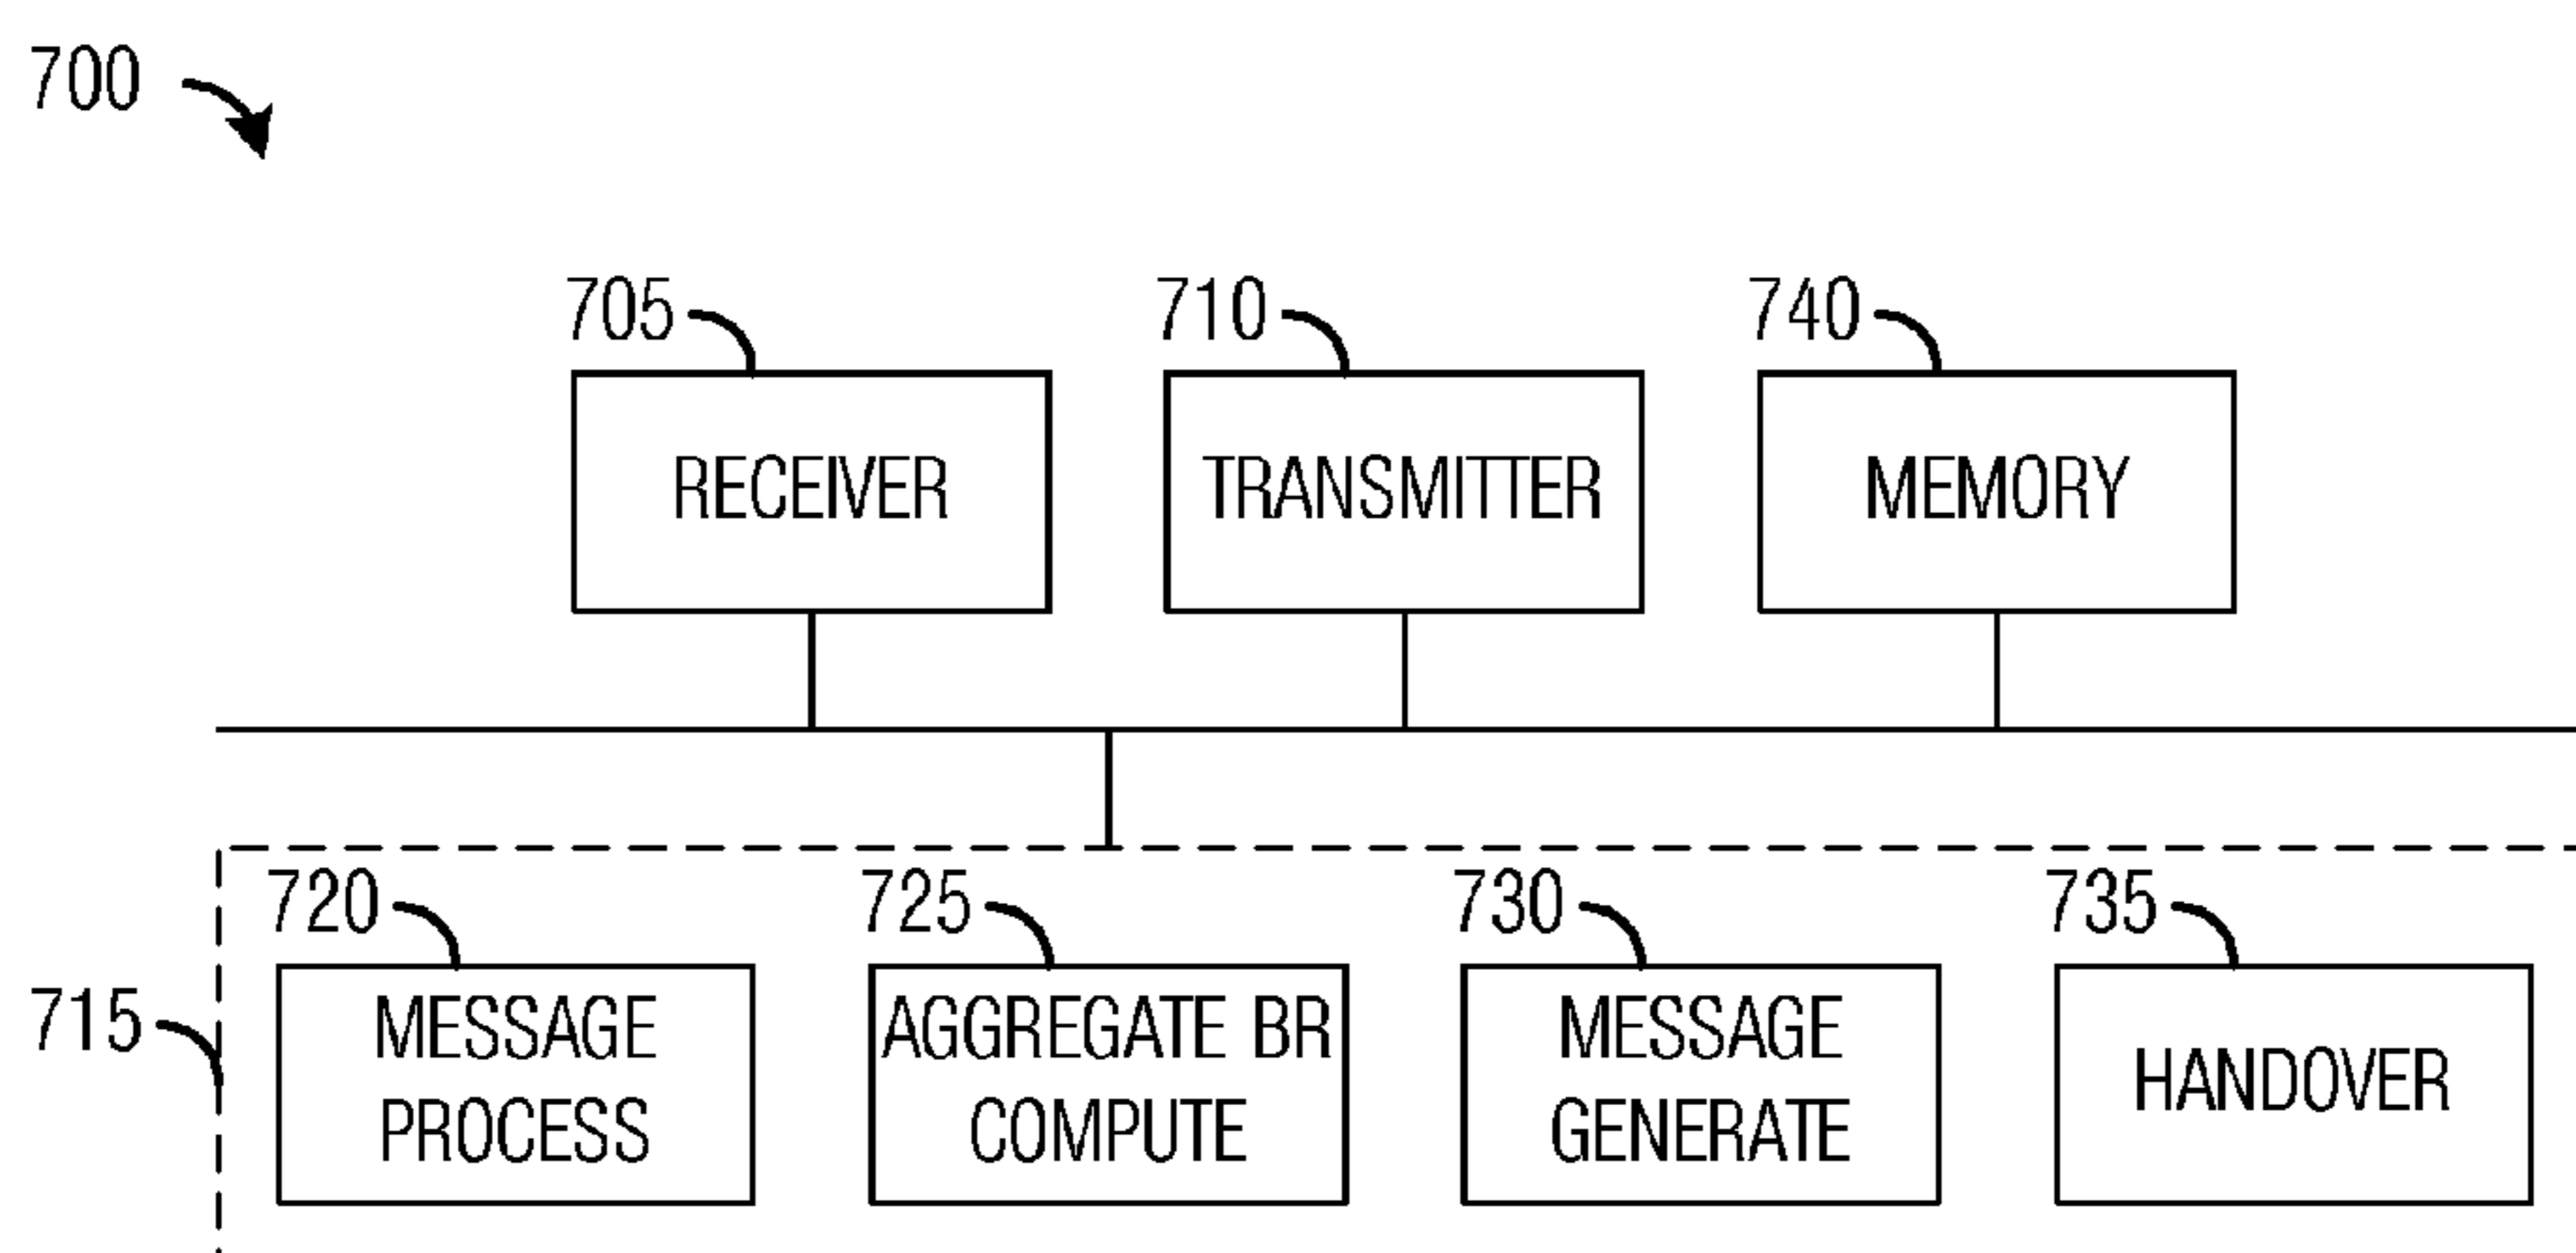 700
705
710
740
RECEIVER
TRANSMITTER
MEMORY
720
725
730
735
715
MESSAGE
PROCESS
AGGREGATE BR
COMPUTE
MESSAGE
GENERATE
HANDOVER